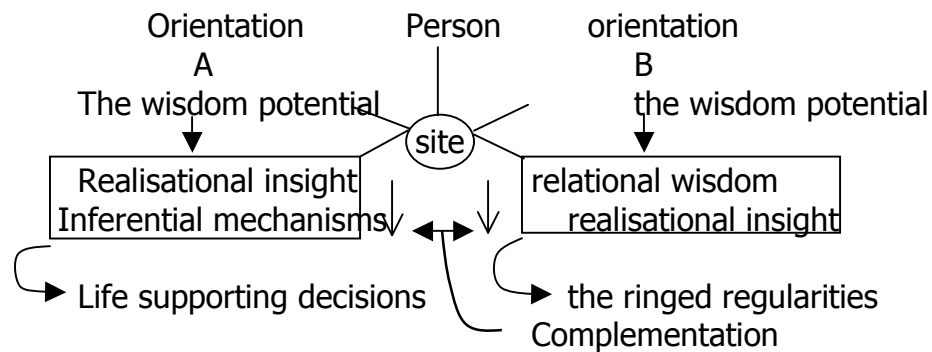 Orientation Person orientation
A B
The wisdom potential the wisdom potential
site
Realisational insight relational wisdom
Inferential mechanisms realisational insight
Life supporting decisions the ringed regularities
Complementation